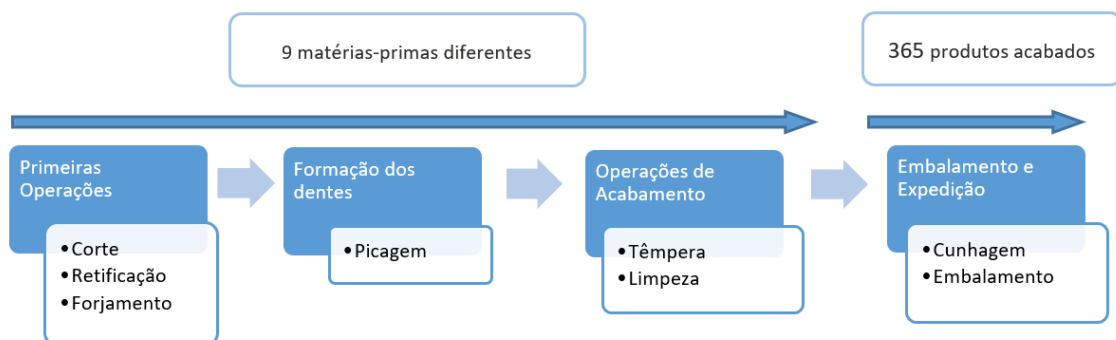 9 matérias-primas diferentes
365 produtos acabados
Primeiras
Operações
•Corte
•Retificação
•Forjamento
Formação dos
dentes
•Picagem
Operações de
Acabamento
•Têmpera
•Limpeza
Embalamento e
Expedição
•Cunhagem
•Embalamento